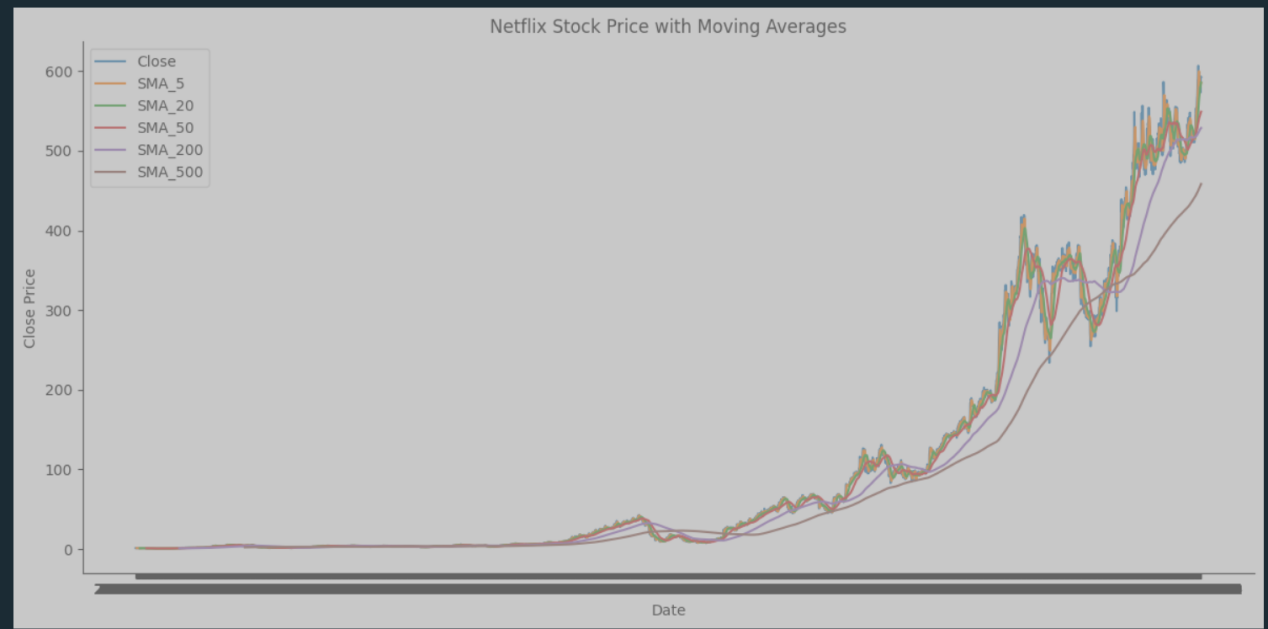 Netflix Stock Price with Moving Averages
Close
SMA_5
SMA_20
SMA_50
SMA_200
SMA_500
600
500
400
300
200
100
0
Close Price
Date